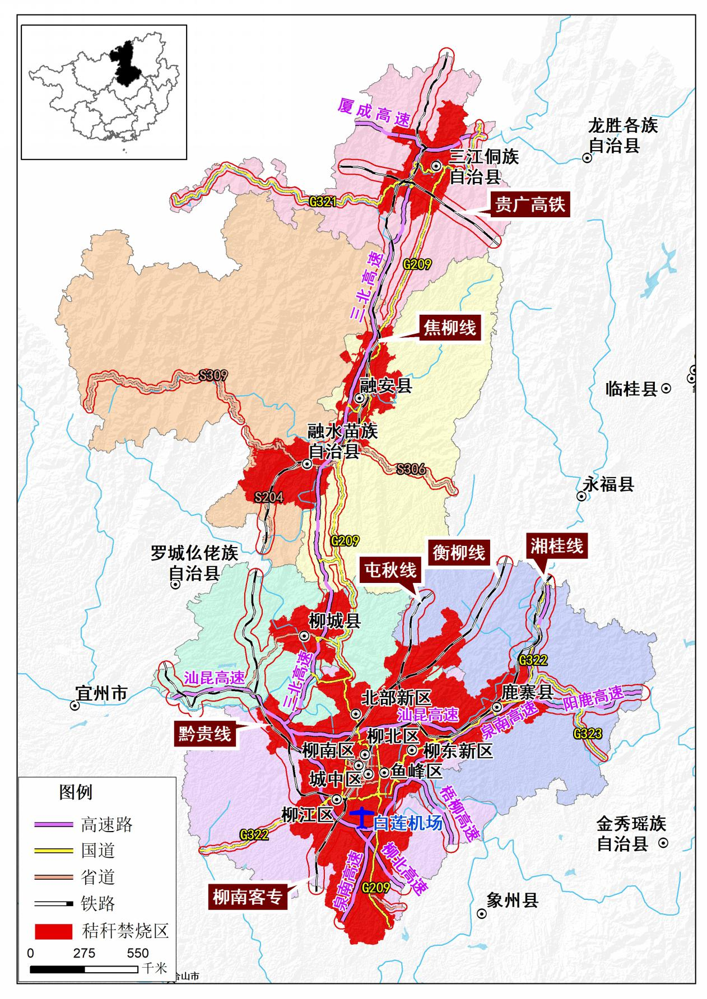 厦成高速
龙胜各族
自治县
三江侗族
自治县
G321
贵广高铁
G209
三北高速
焦柳线
S309
融安县
临桂县
融水苗族
自治县
S306
永福县
S204
G209
罗城仫佬族
自治县
衡柳线
湘桂线
屯秋线
柳城县
三北高速
G322
汕昆高速
宜州市
北部新区
鹿寨县
阳鹿高速
汕昆高速
泉南高速
黔贵线
柳北区
G323
柳南区
柳东新区
城中区
鱼峰区
梧柳高速
柳江区
白莲机场
G322
金秀瑶族
自治县
柳北高速
泉南高速
G209
柳南客专
象州县
图例
高速路
国道
省道
铁路
秸秆禁烧区
0 275 550
千米
合山市